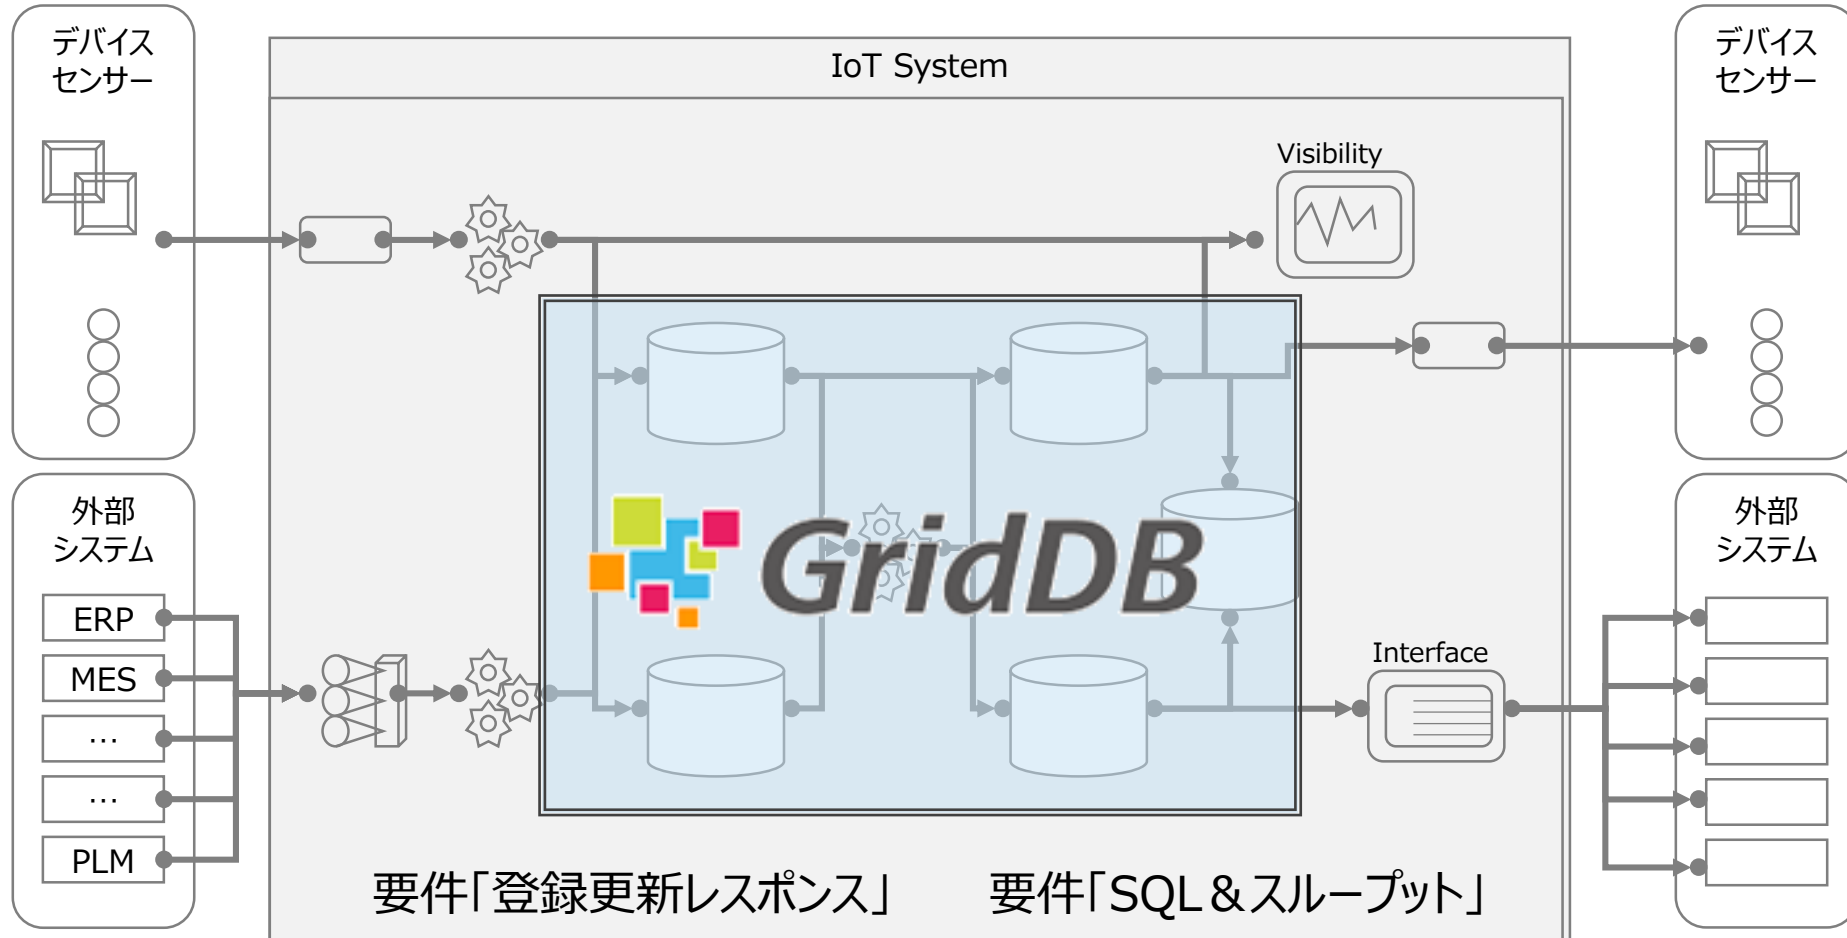 デバイス
センサー
IoT System
デバイス
センサー
Visibility
外部
システム
GridDB
外部
システム
ERP
MES
…
…
PLM
Interface
要件「登録更新レスポンス」
要件「SQL＆スループット」